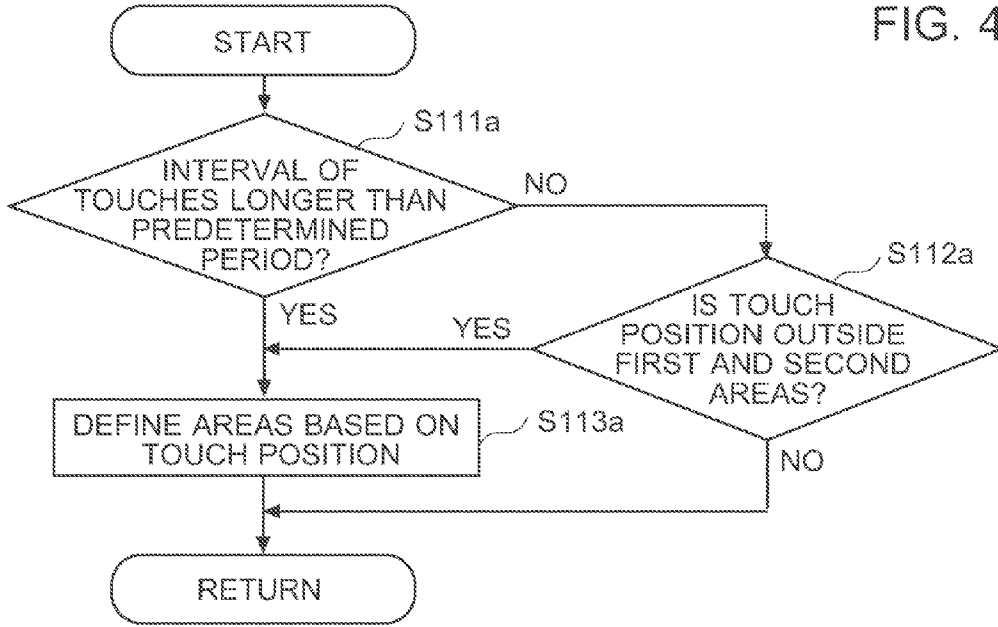 FIG. 4
START
S111a
INTERVAL OF
TOUCHES LONGER THAN
PREDETERMINED
PERIOD?
NO
YES
S112a
IS TOUCH
POSITION OUTSIDE
FIRST AND SECOND
AREAS?
YES
NO
DEFINE AREAS BASED ON
TOUCH POSITION
S113a
RETURN